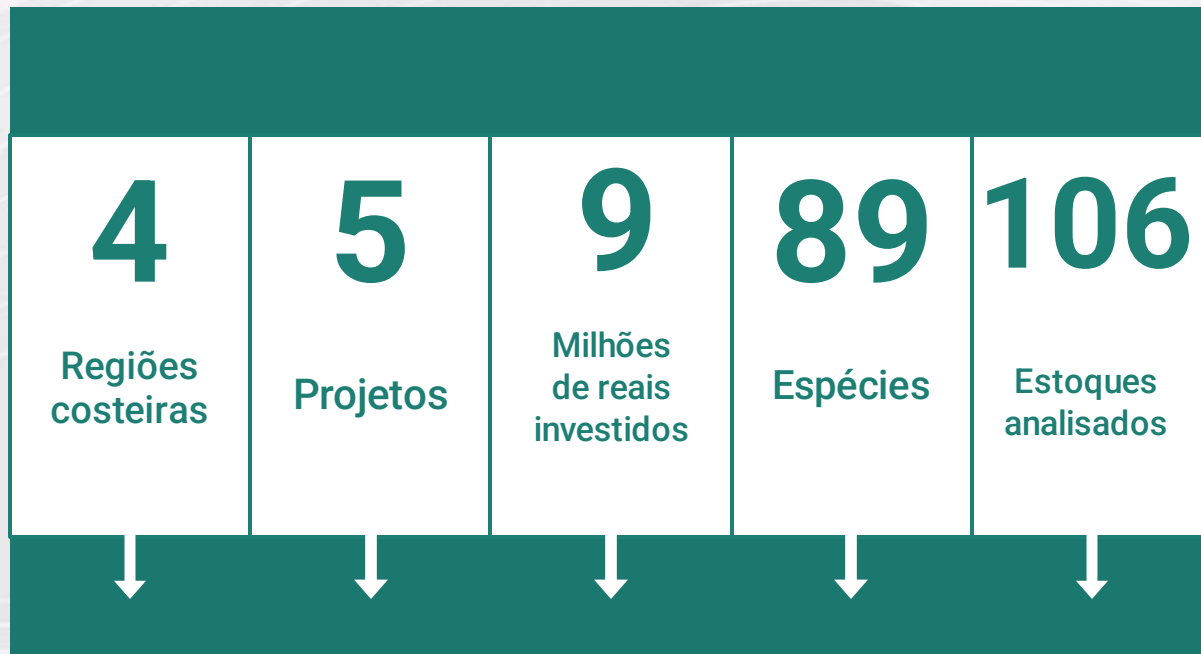 4
Regiões
costeiras
5
Projetos
9
Milhões
de reais
investidos
89
Espécies
106
Estoques
analisados